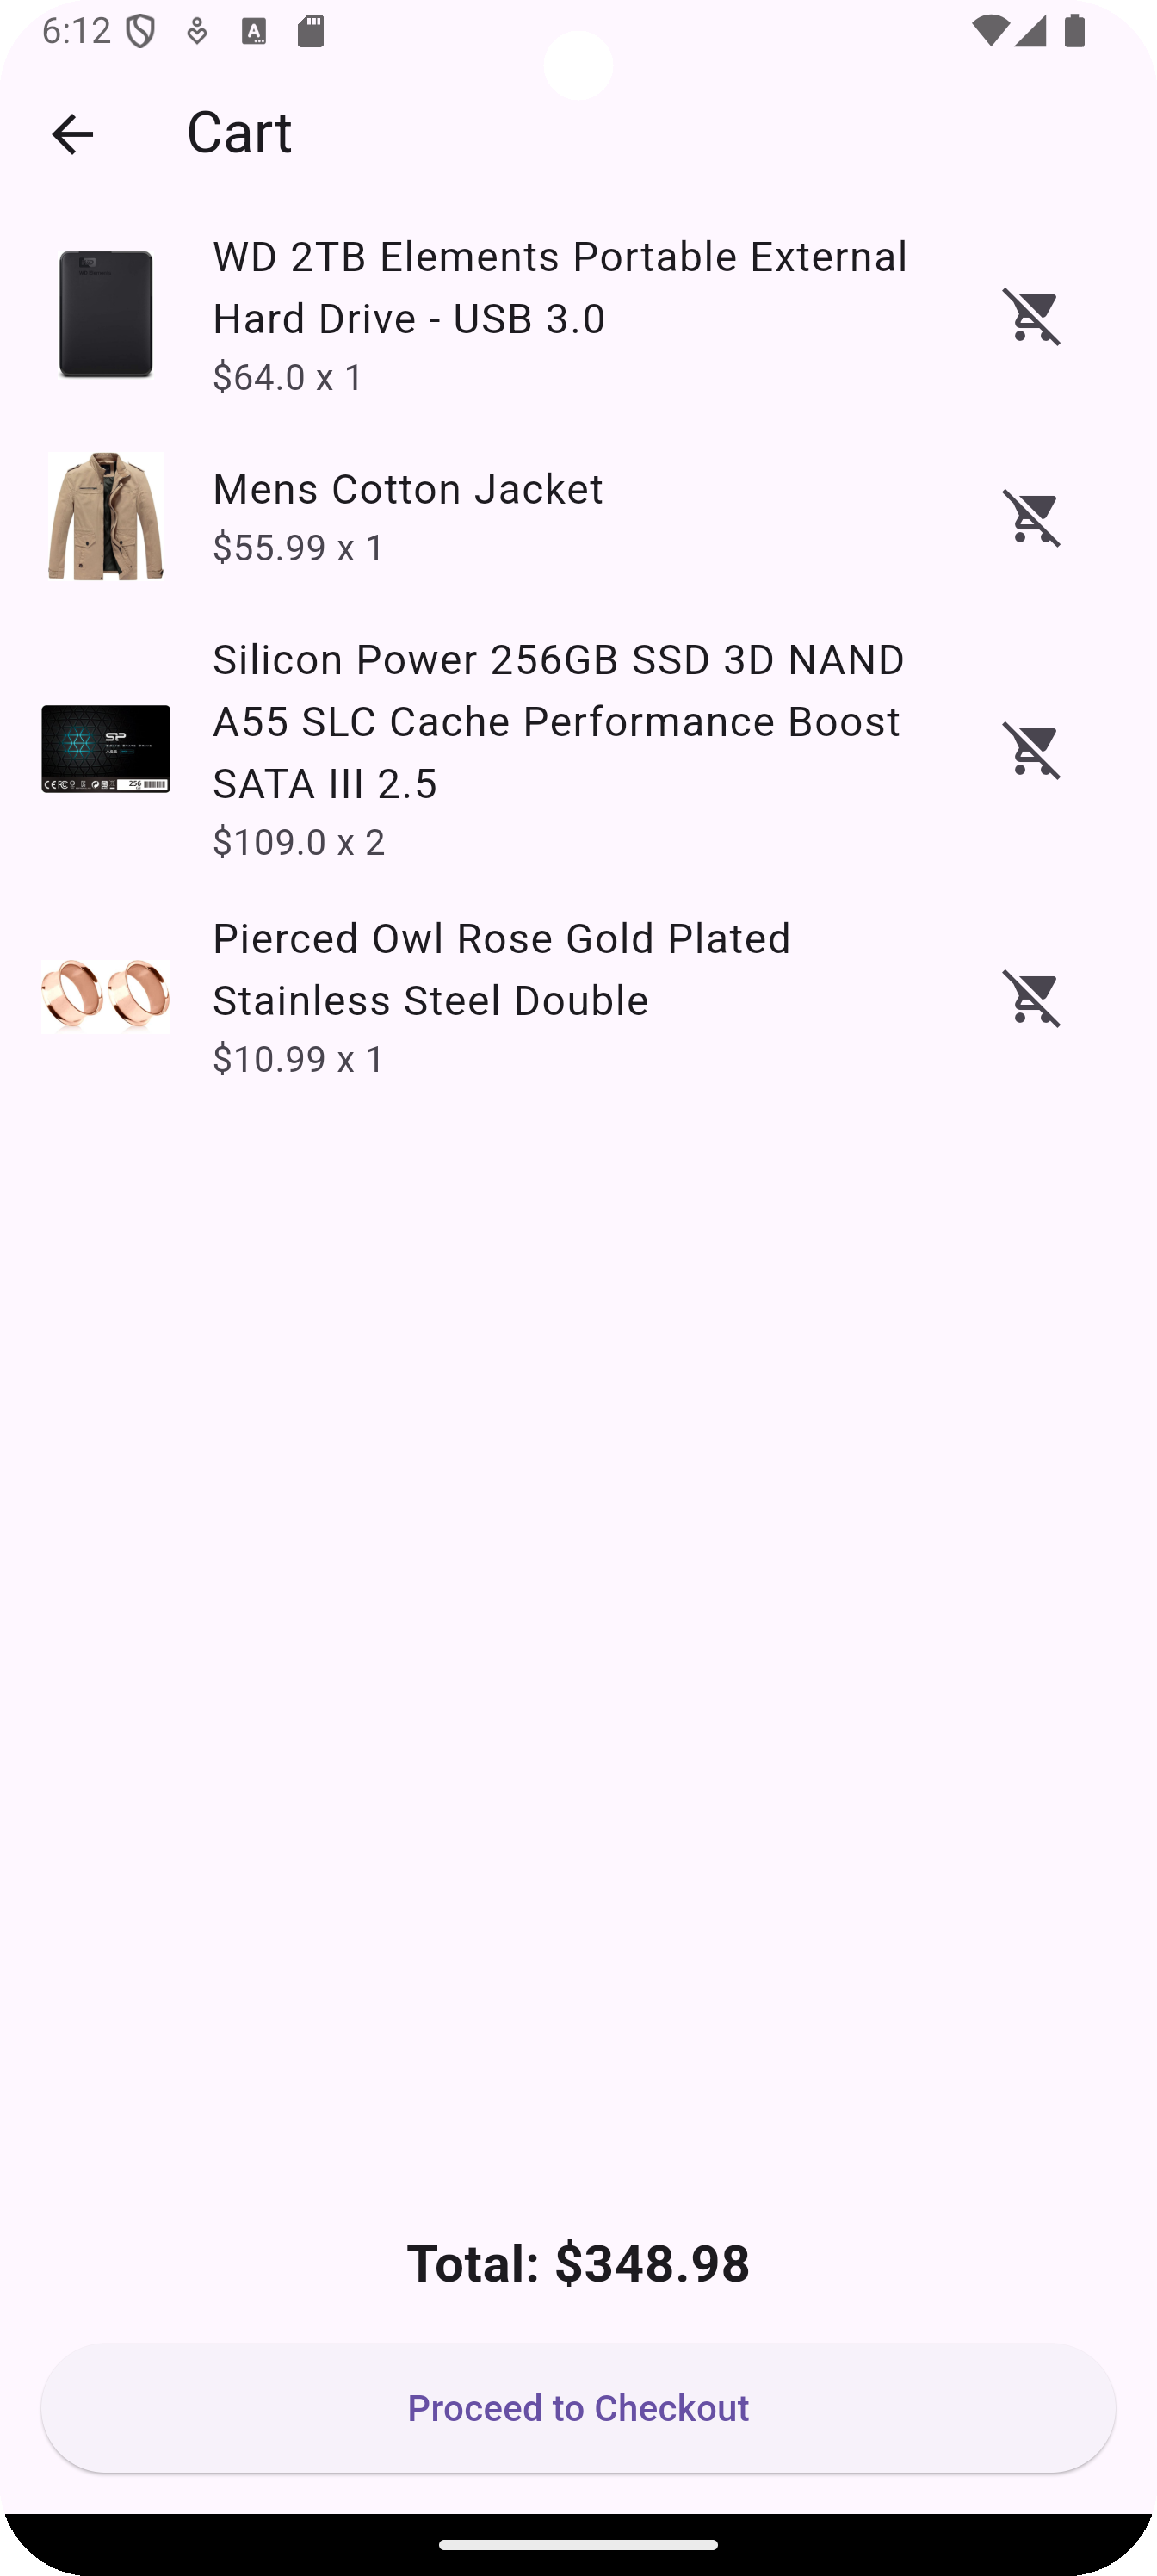 6:12
Cart
WD 2TB Elements Portable External
Hard Drive - USB 3.0
$64.0 x 1
Mens Cotton Jacket
$55.99 x 1
Silicon Power 256GB SSD 3D NAND
A55 SLC Cache Performance Boost
SATA III 2.5
$109.0 x 2
SP
A55
256
Pierced Owl Rose Gold Plated
Stainless Steel Double
$10.99 x 1
Total: $348.98
Proceed to Checkout